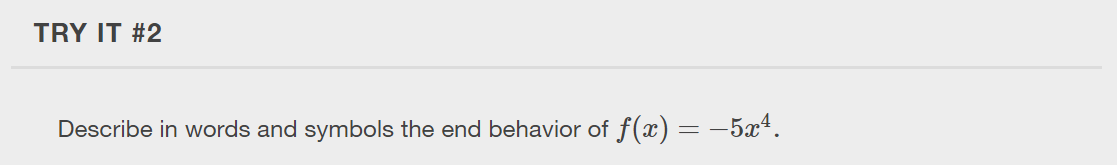 TRY IT #2
Describe in words and symbols the end behavior of f(x) = −5x⁴.